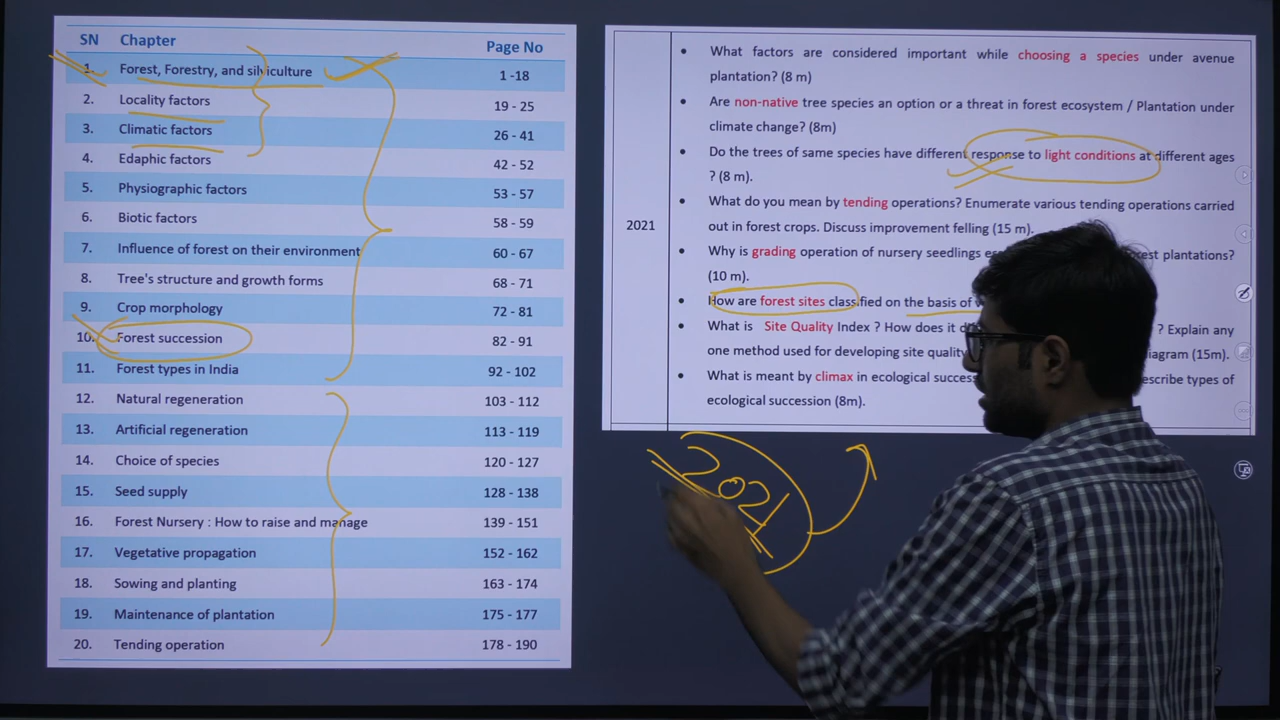 SN Chapter Page No
1. Forest, Forestry, and silviculture 1 -18
2. Locality factors 19 - 25
3. Climatic factors 26 - 41
4. Edaphic factors 42 - 52
5. Physiographic factors 53 - 57
6. Biotic factors 58 - 59
7. Influence of forest on their environment 60 - 67
8. Tree's structure and growth forms 68 - 71
9. Crop morphology 72 - 81
10. Forest succession 82 - 91
11. Forest types in India 92 - 102
12. Natural regeneration 103 - 112
13. Artificial regeneration 113 - 119
14. Choice of species 120 - 127
15. Seed supply 128 - 138
16. Forest Nursery : How to raise and manage 139 - 151
17. Vegetative propagation 152 - 162
18. Sowing and planting 163 - 174
19. Maintenance of plantation 175 - 177
20. Tending operation 178 - 190
2021
• What factors are considered important while choosing a species under avenue
plantation? (8 m)
• Are non-native tree species an option or a threat in forest ecosystem / Plantation under
climate change? (8m)
• Do the trees of same species have different response to light conditions at different ages
? (8 m).
• What do you mean by tending operations? Enumerate various tending operations carried
out in forest crops. Discuss improvement felling (15 m).
• Why is grading operation of nursery seedlings plantations?
(10 m).
• How are forest sites classified on the basis of
• What is Site Quality Index ? How does it ? Explain any
one method used for developing site quality (15m).
• What is meant by climax in ecological types of
ecological succession (8m).
2021